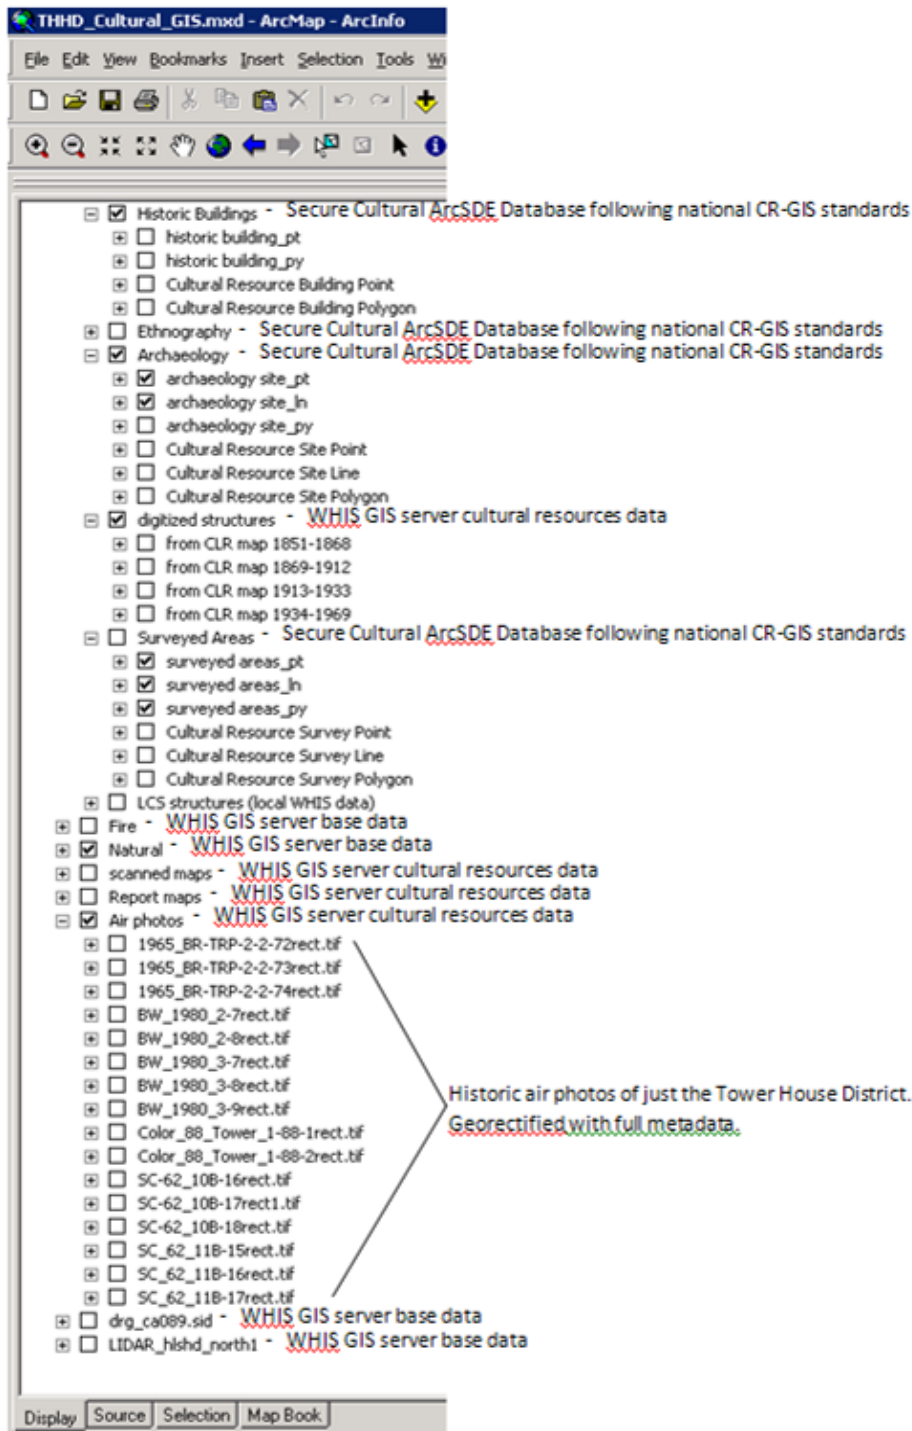 THHD_Cultural_GIS.mxd - ArcMap - ArcInfo
File Edit View Bookmarks Insert Selection Tools Wi
Historic Buildings - Secure Cultural ArcSDE Database following national CR-GIS standards
historic building_pt
historic building_py
Cultural Resource Building Point
Cultural Resource Building Polygon
Ethnography - Secure Cultural ArcSDE Database following national CR-GIS standards
Archaeology - Secure Cultural ArcSDE Database following national CR-GIS standards
archaeology site_pt
archaeology site_ln
archaeology site_py
Cultural Resource Site Point
Cultural Resource Site Line
Cultural Resource Site Polygon
digitized structures - WHIS GIS server cultural resources data
from CLR map 1851-1868
from CLR map 1869-1912
from CLR map 1913-1933
from CLR map 1934-1969
Surveyed Areas - Secure Cultural ArcSDE Database following national CR-GIS standards
surveyed areas_pt
surveyed areas_ln
surveyed areas_py
Cultural Resource Survey Point
Cultural Resource Survey Line
Cultural Resource Survey Polygon
LCS structures (local WHIS data)
Fire - WHIS GIS server base data
Natural - WHIS GIS server base data
scanned maps - WHIS GIS server cultural resources data
Report maps - WHIS GIS server cultural resources data
Air photos - WHIS GIS server cultural resources data
1965_BR-TRP-2-2-72rect.tif
1965_BR-TRP-2-2-73rect.tif
1965_BR-TRP-2-2-74rect.tif
BW_1980_2-7rect.tif
BW_1980_2-8rect.tif
BW_1980_3-7rect.tif
BW_1980_3-8rect.tif
BW_1980_3-9rect.tif
Color_88_Tower_1-88-1rect.tif
Color_88_Tower_1-88-2rect.tif
SC-62_10B-16rect.tif
SC-62_10B-17rect1.tif
SC-62_10B-18rect.tif
SC_62_11B-15rect.tif
SC_62_11B-16rect.tif
SC_62_11B-17rect.tif
Historic air photos of just the Tower House District.
Georectified with full metadata.
drg_ca089.sid - WHIS GIS server base data
LIDAR_hlshd_north1 - WHIS GIS server base data
Display Source Selection Map Book